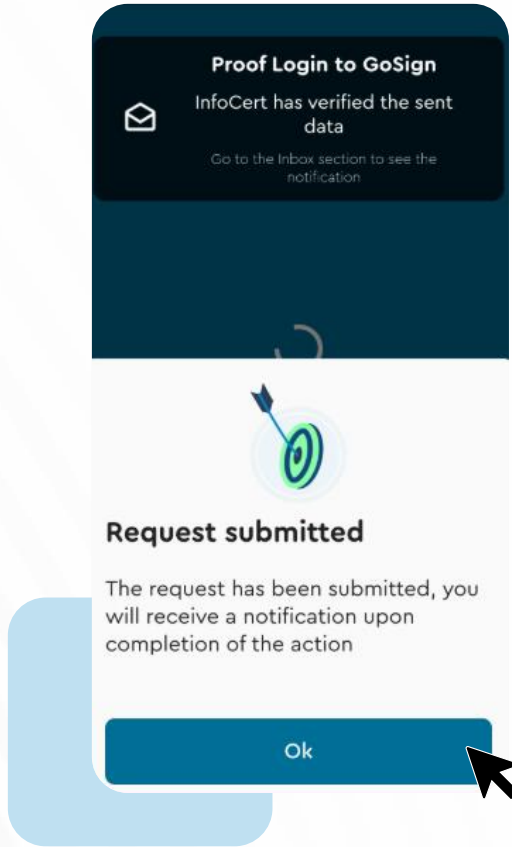 Proof Login to GoSign
InfoCert has verified the sent
data
Go to the Inbox section to see the
notification
Request submitted
The request has been submitted, you
will receive a notification upon
completion of the action
Ok